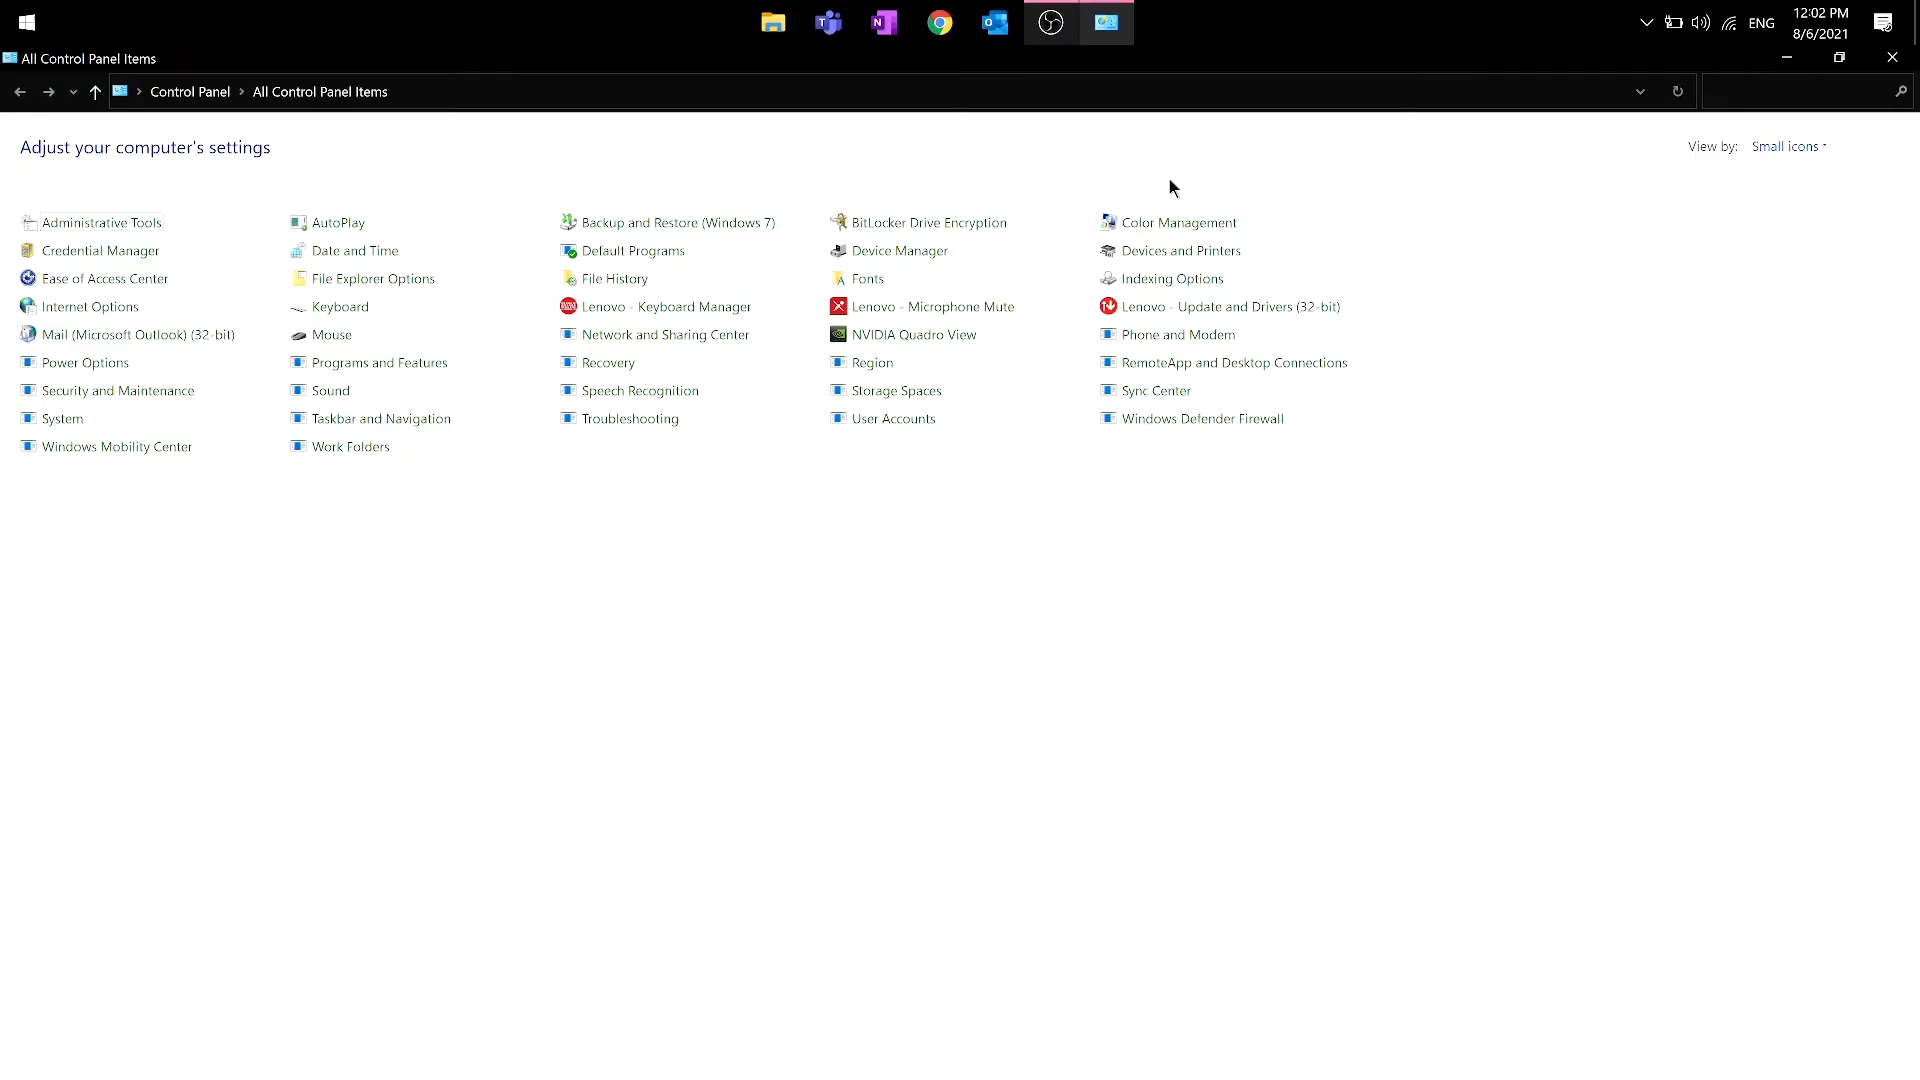 12:02 PM
ENG
8/6/2021
All Control Panel Items
Control Panel > All Control Panel Items
Adjust your computer's settings
View by: Small icons
Administrative Tools AutoPlay Backup and Restore (Windows 7) BitLocker Drive Encryption Color Management
Credential Manager Date and Time Default Programs Device Manager Devices and Printers
Ease of Access Center File Explorer Options File History Fonts Indexing Options
Internet Options Keyboard Lenovo - Keyboard Manager Lenovo - Microphone Mute Lenovo - Update and Drivers (32-bit)
Mail (Microsoft Outlook) (32-bit) Mouse Network and Sharing Center NVIDIA Quadro View Phone and Modem
Power Options Programs and Features Recovery Region RemoteApp and Desktop Connections
Security and Maintenance Sound Speech Recognition Storage Spaces Sync Center
System Taskbar and Navigation Troubleshooting User Accounts Windows Defender Firewall
Windows Mobility Center Work Folders